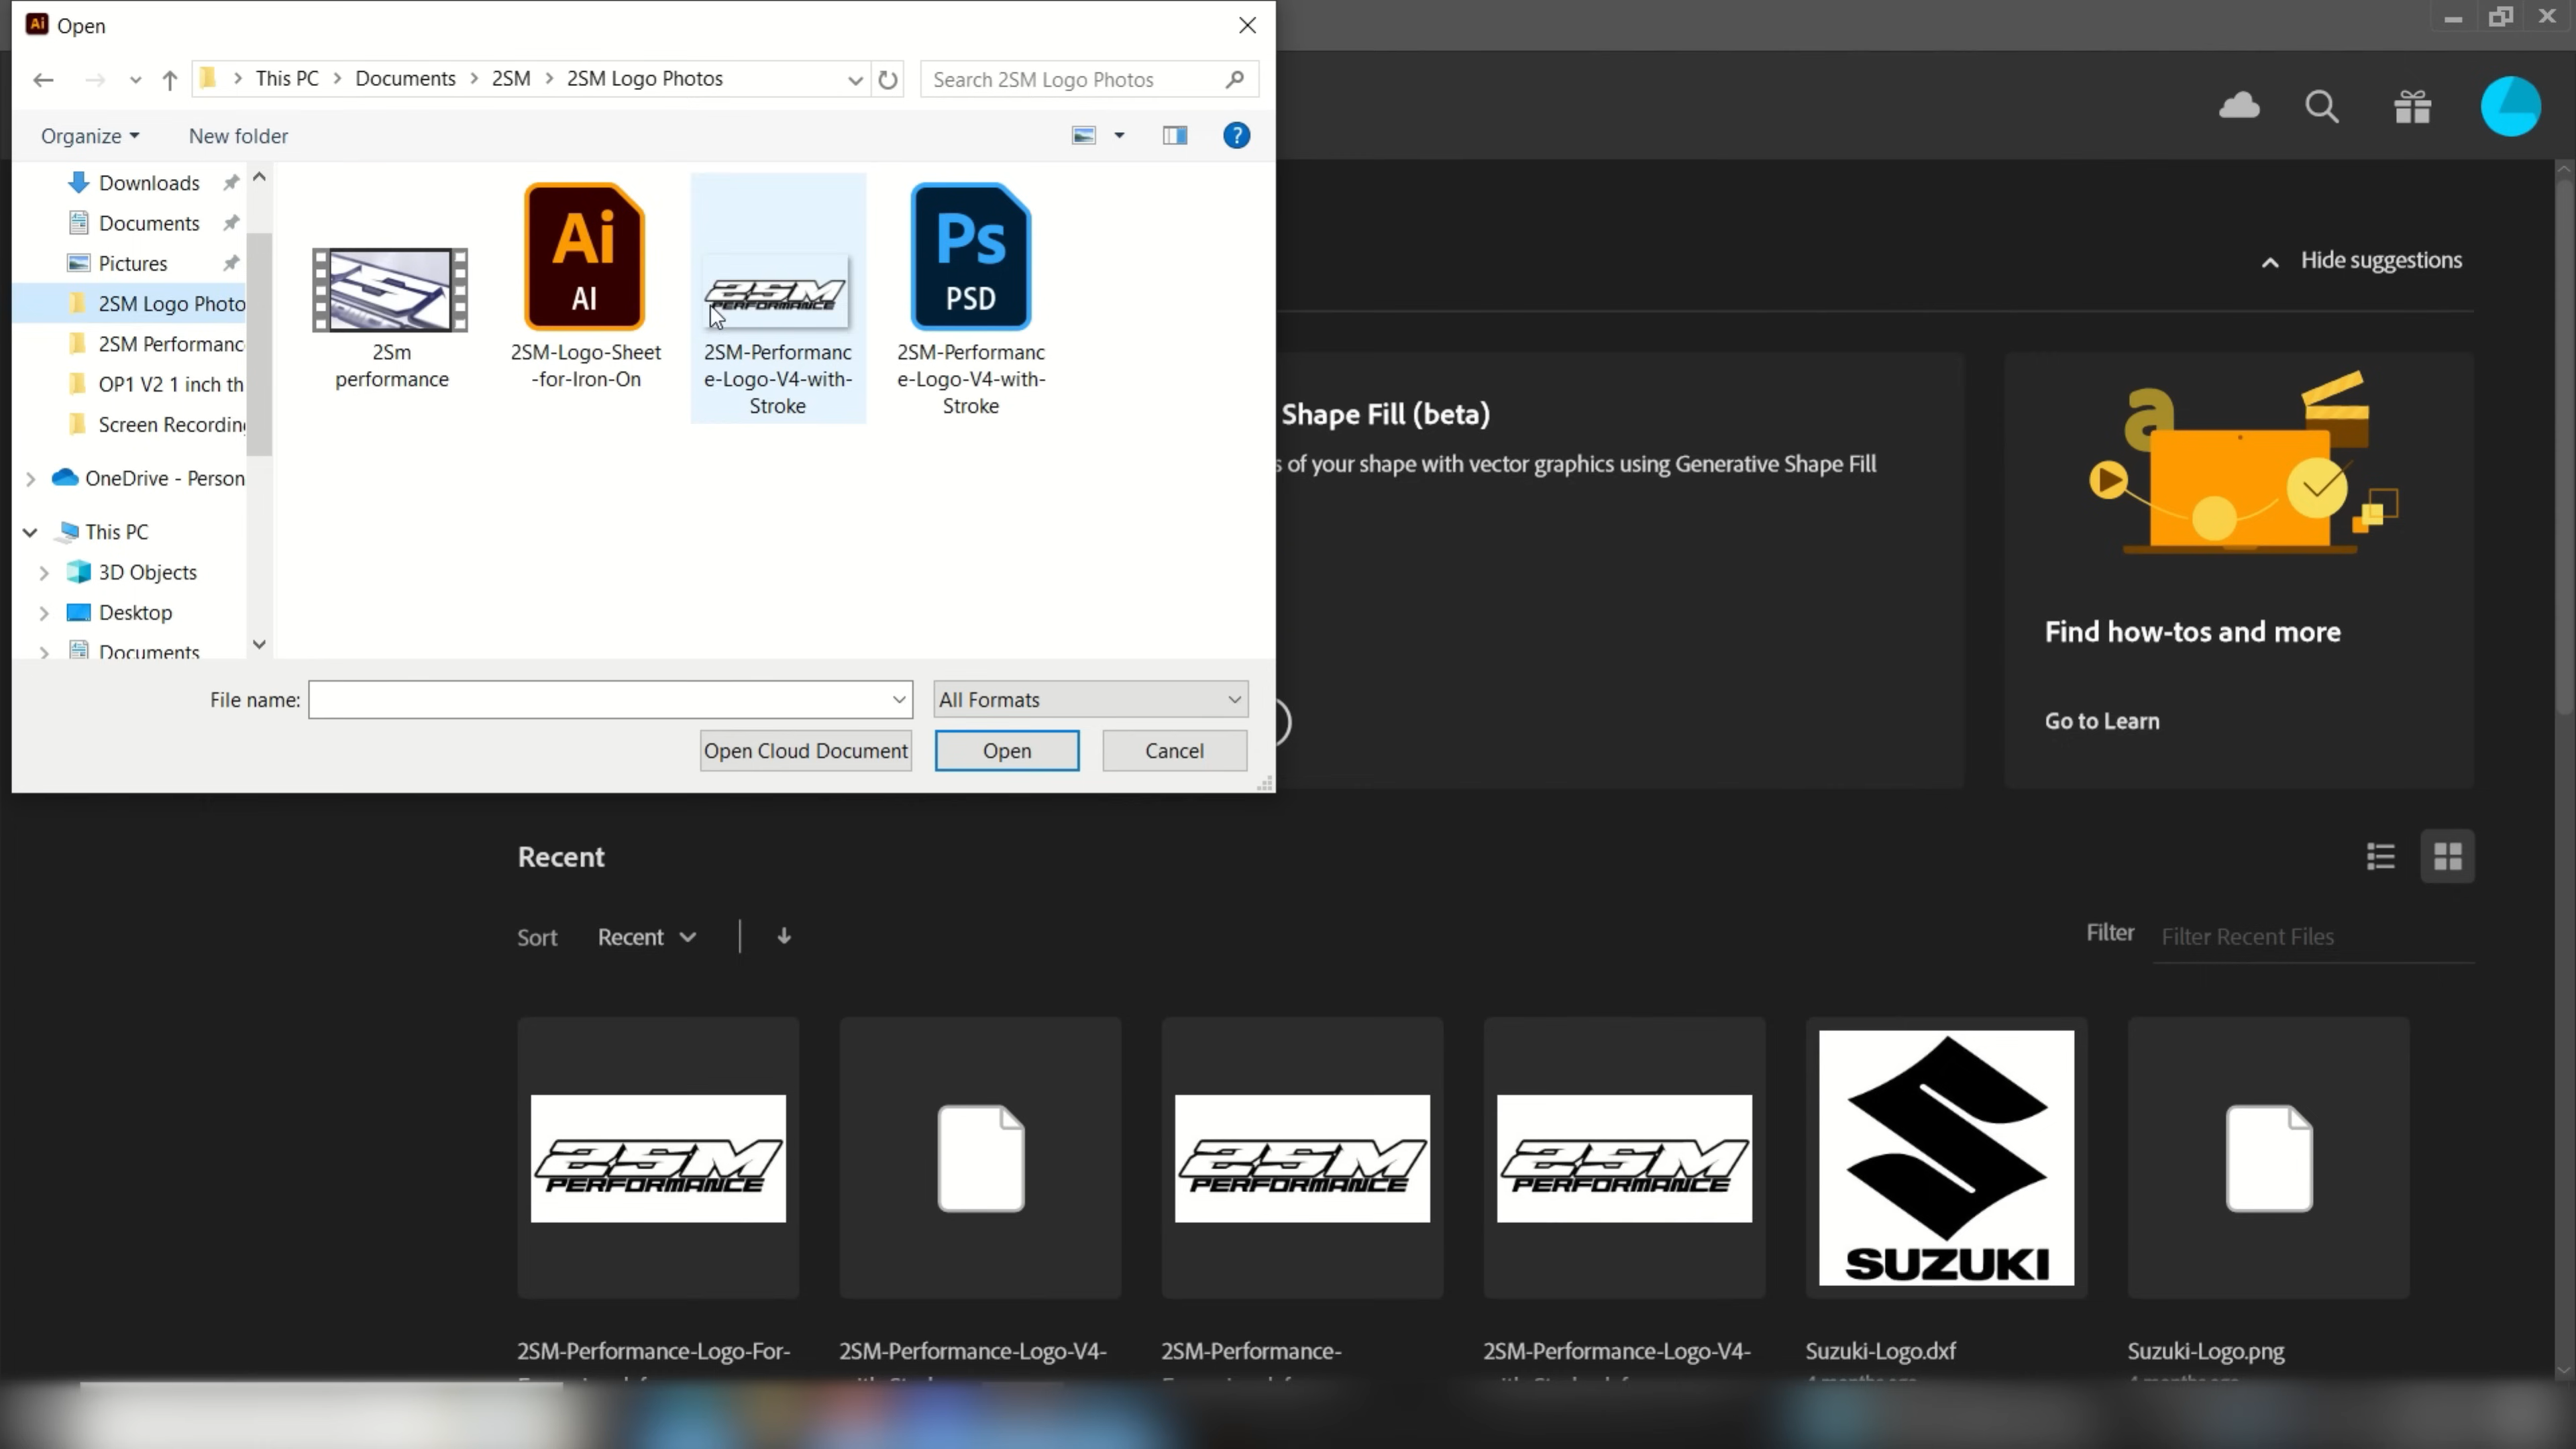 Ai Open
This PC > Documents > 2SM > 2SM Logo Photos
Search 2SM Logo Photos
Organize
New folder
?
Downloads
Documents
Pictures
2SM Logo Photo
2SM Performanc
OP1 V2 1 inch th
Screen Recording
OneDrive - Person
This PC
3D Objects
Desktop
Documents
2Sm
performance
Ai
AI
2SM-Logo-Sheet
-for-Iron-On
2SM
PERFORMANCE
2SM-Performanc
e-Logo-V4-with-
Stroke
Ps
PSD
2SM-Performanc
e-Logo-V4-with-
Stroke
File name:
All Formats
Open Cloud Document
Open
Cancel
Hide suggestions
Shape Fill (beta)
s of your shape with vector graphics using Generative Shape Fill
a
Find how-tos and more
Go to Learn
Recent
Sort
Recent
Filter
Filter Recent Files
2SM
PERFORMANCE
2SM
PERFORMANCE
2SM
PERFORMANCE
SUZUKI
2SM-Performance-Logo-For-
2SM-Performance-Logo-V4-
2SM-Performance-
2SM-Performance-Logo-V4-
Suzuki-Logo.dxf
Suzuki-Logo.png